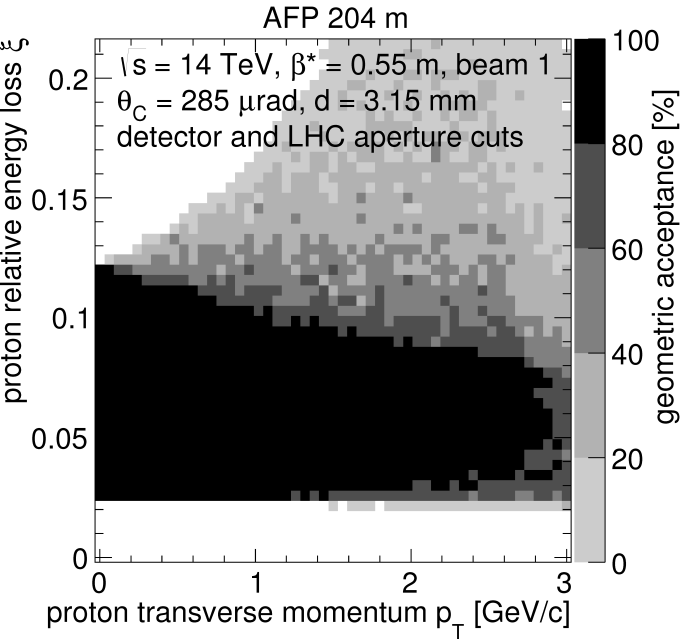 AFP 204 m
√s = 14 TeV, β* = 0.55 m, beam 1
θ_C = 285 μrad, d = 3.15 mm
detector and LHC aperture cuts
proton relative energy loss ξ
0.2
0.15
0.1
0.05
0
0 1 2 3
proton transverse momentum p_T [GeV/c]
100
80
60
40
20
0
geometric acceptance [%]